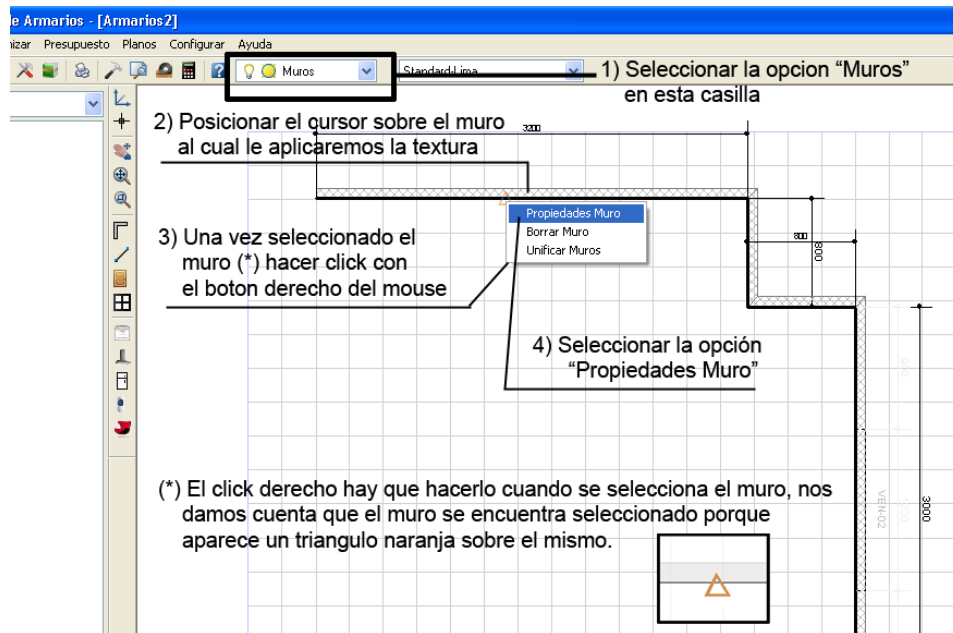 de Armarios - [Armarios2]
Presupuesto Planos Configurar Ayuda
Muros
Standard-Lima
1) Seleccionar la opcion “Muros”
en esta casilla
2) Posicionar el cursor sobre el muro
al cual le aplicaremos la textura
3200
Propiedades Muro
Borrar Muro
Unificar Muros
3) Una vez seleccionado el
muro (*) hacer click con
el boton derecho del mouse
800
800
4) Seleccionar la opción
“Propiedades Muro”
(*) El click derecho hay que hacerlo cuando se selecciona el muro, nos
damos cuenta que el muro se encuentra seleccionado porque
aparece un triangulo naranja sobre el mismo.
VEN-02
3000